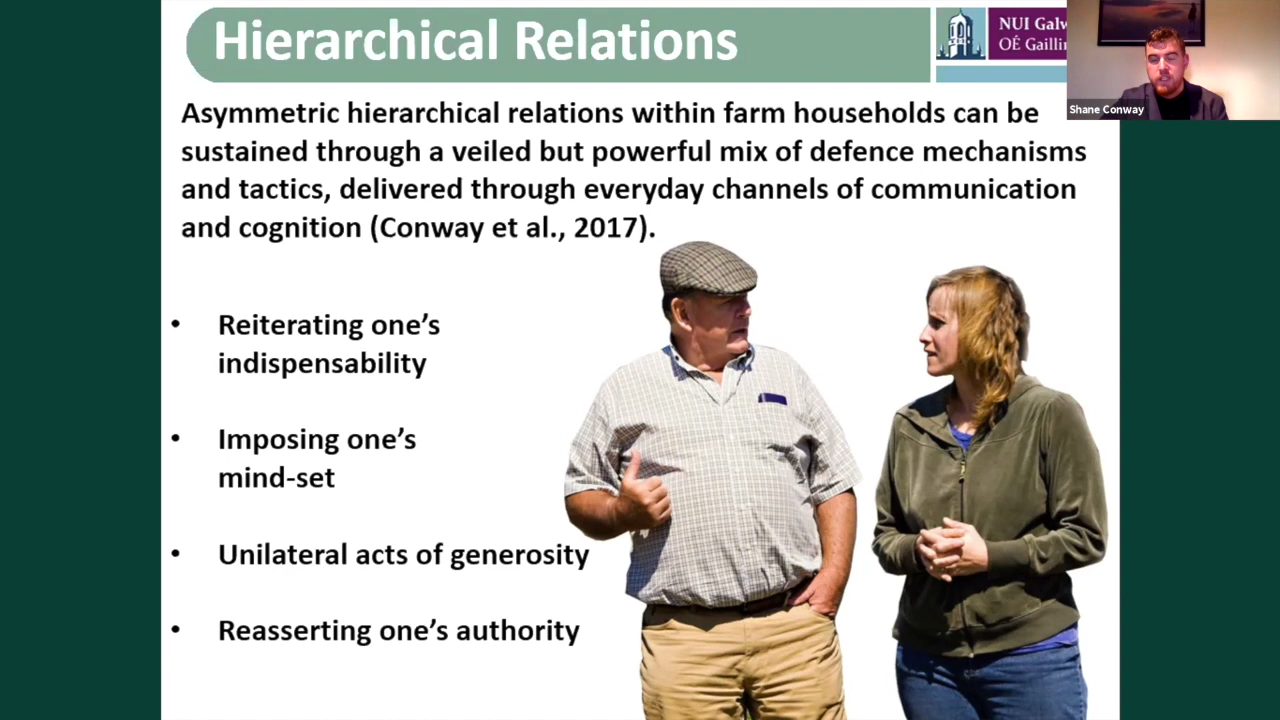 Hierarchical Relations
NUI Galw
OÉ Gailli
Shane Conway
Asymmetric hierarchical relations within farm households can be
sustained through a veiled but powerful mix of defence mechanisms
and tactics, delivered through everyday channels of communication
and cognition (Conway et al., 2017).
• Reiterating one’s
indispensability
• Imposing one’s
mind-set
• Unilateral acts of generosity
• Reasserting one’s authority